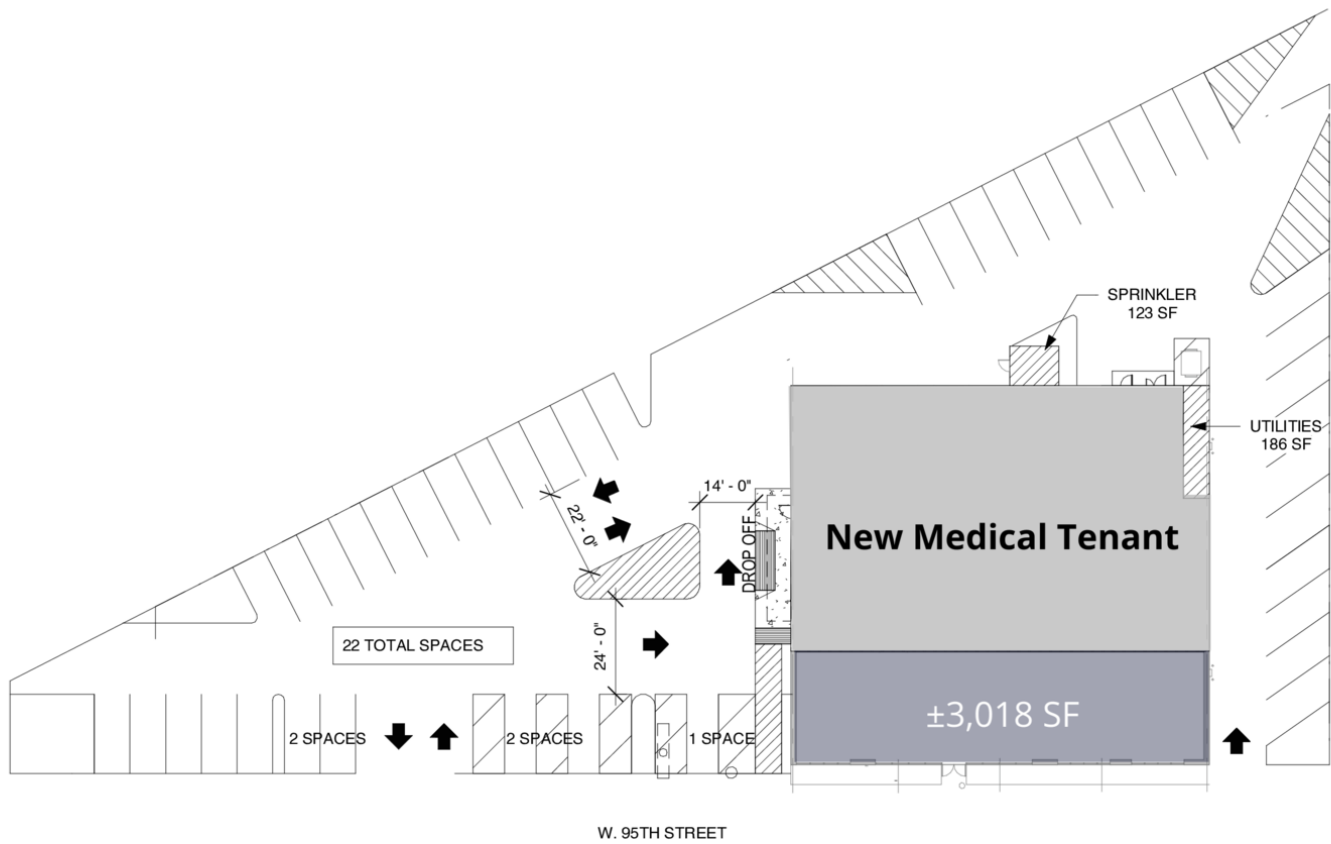 SPRINKLER
123 SF
UTILITIES
186 SF
14' - 0"
22' - 0"
DROP OFF
New Medical Tenant
24' - 0"
22 TOTAL SPACES
±3,018 SF
2 SPACES
2 SPACES
1 SPACE
W. 95TH STREET